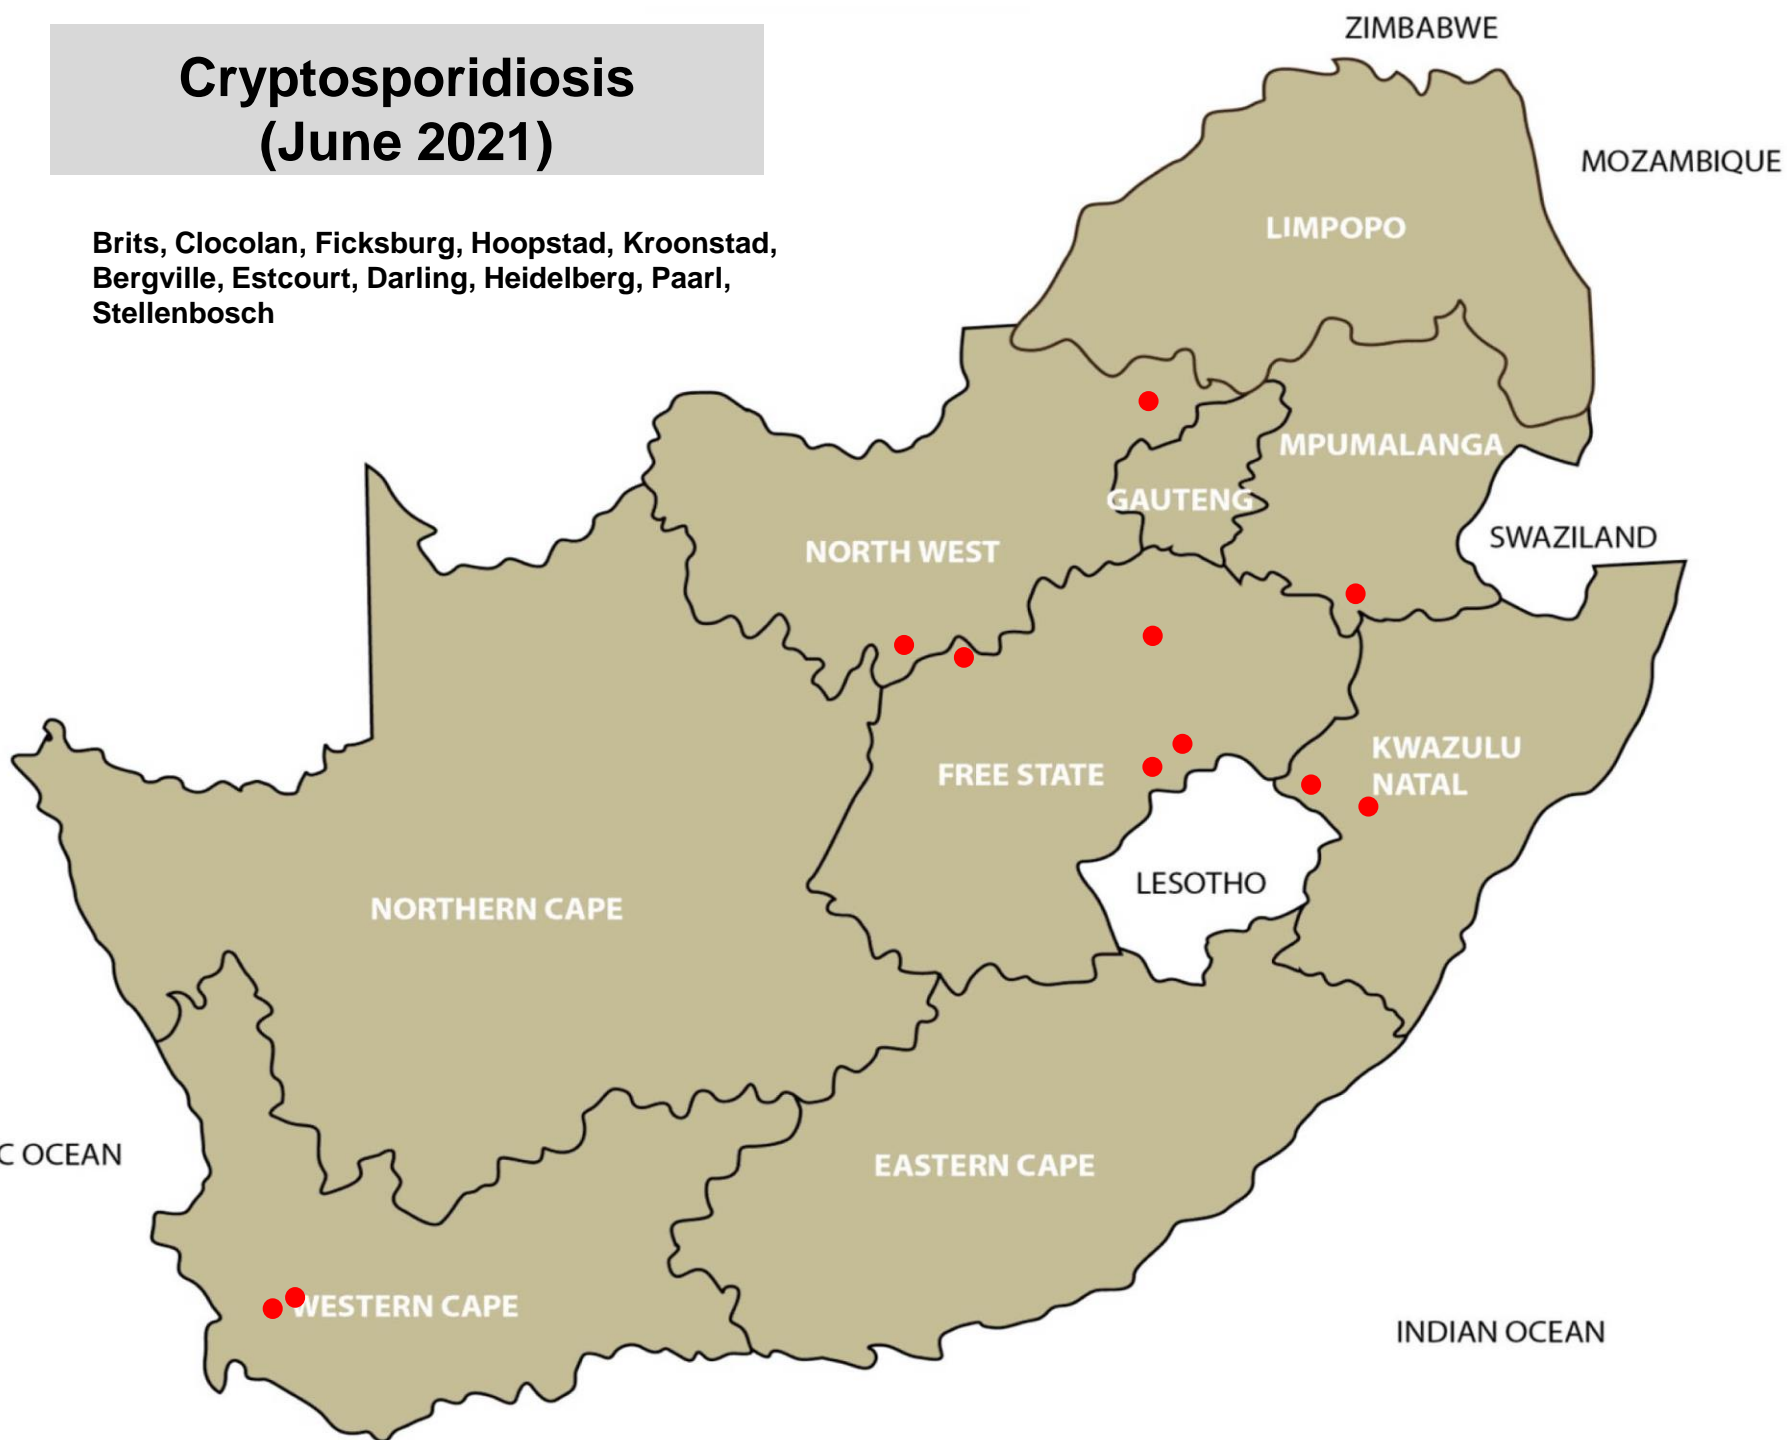 Cryptosporidiosis
(June 2021)
Brits, Clocolan, Ficksburg, Hoopstad, Kroonstad,
Bergville, Estcourt, Darling, Heidelberg, Paarl,
Stellenbosch
ZIMBABWE
MOZAMBIQUE
LIMPOPO
MPUMALANGA
GAUTENG
SWAZILAND
NORTH WEST
KWAZULU
NATAL
FREE STATE
LESOTHO
NORTHERN CAPE
C OCEAN
EASTERN CAPE
WESTERN CAPE
INDIAN OCEAN